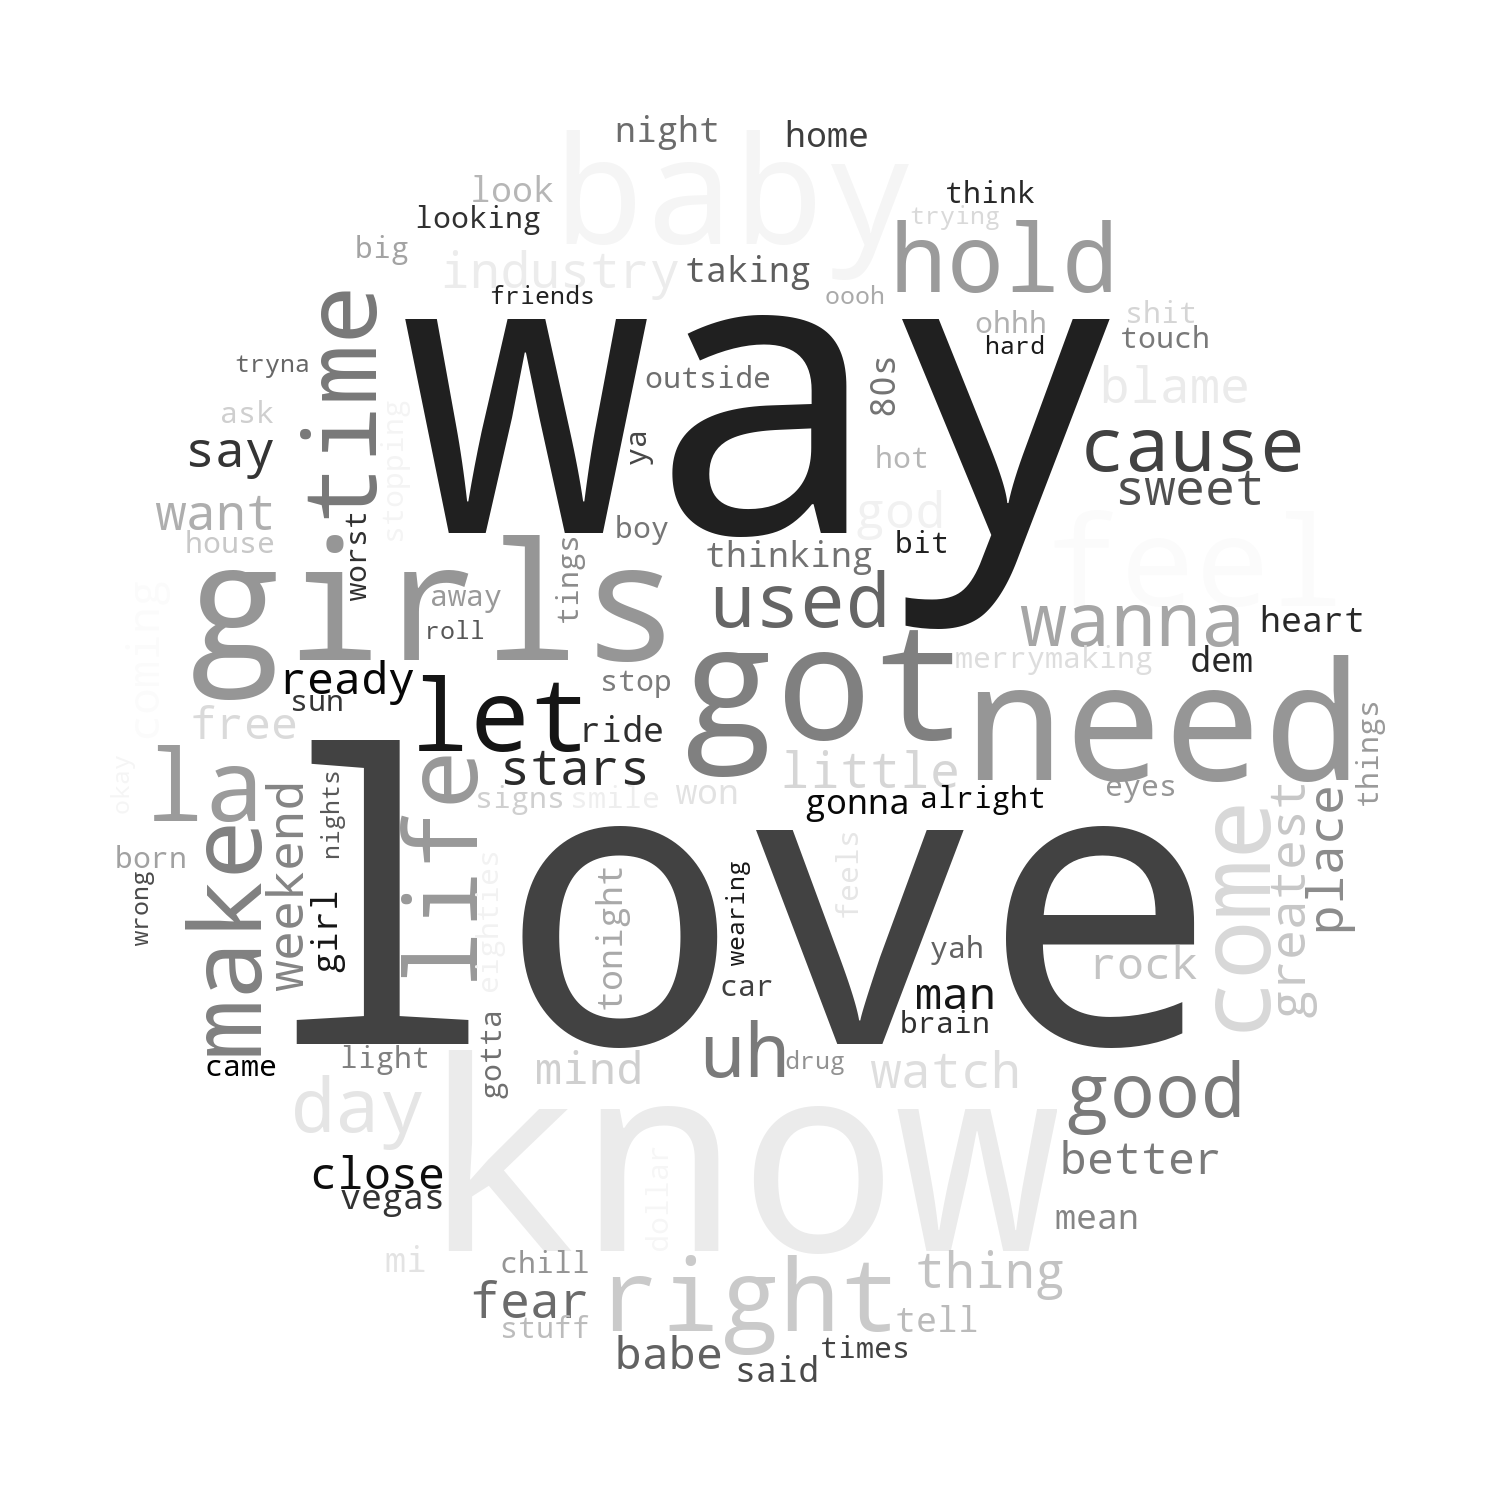 night
home
baby
look
think
looking
trying
hold
big
industry
taking
friends
oooh
time
way
shit
ohhh
touch
hard
tryna
outside
80s
blame
ask
stopping
say
ya
hot
cause
sweet
want
god
feel
house
worst
boy
thinking
bit
girls
tings
away
used
wanna
heart
coming
roll
got
merrymaking
dem
ready
sun
let
stop
need
free
ride
things
la
life
stars
little
okay
signs
smile
won
gonna
alright
eyes
love
make
weekend
nights
come
greatest
place
born
wrong
girl
eighties
tonight
wearing
feels
yah
rock
car
man
brain
came
light
gotta
mind
uh
drug
watch
good
day
know
close
vegas
dollar
better
mean
mi
chill
right
thing
fear
stuff
tell
babe
said
times